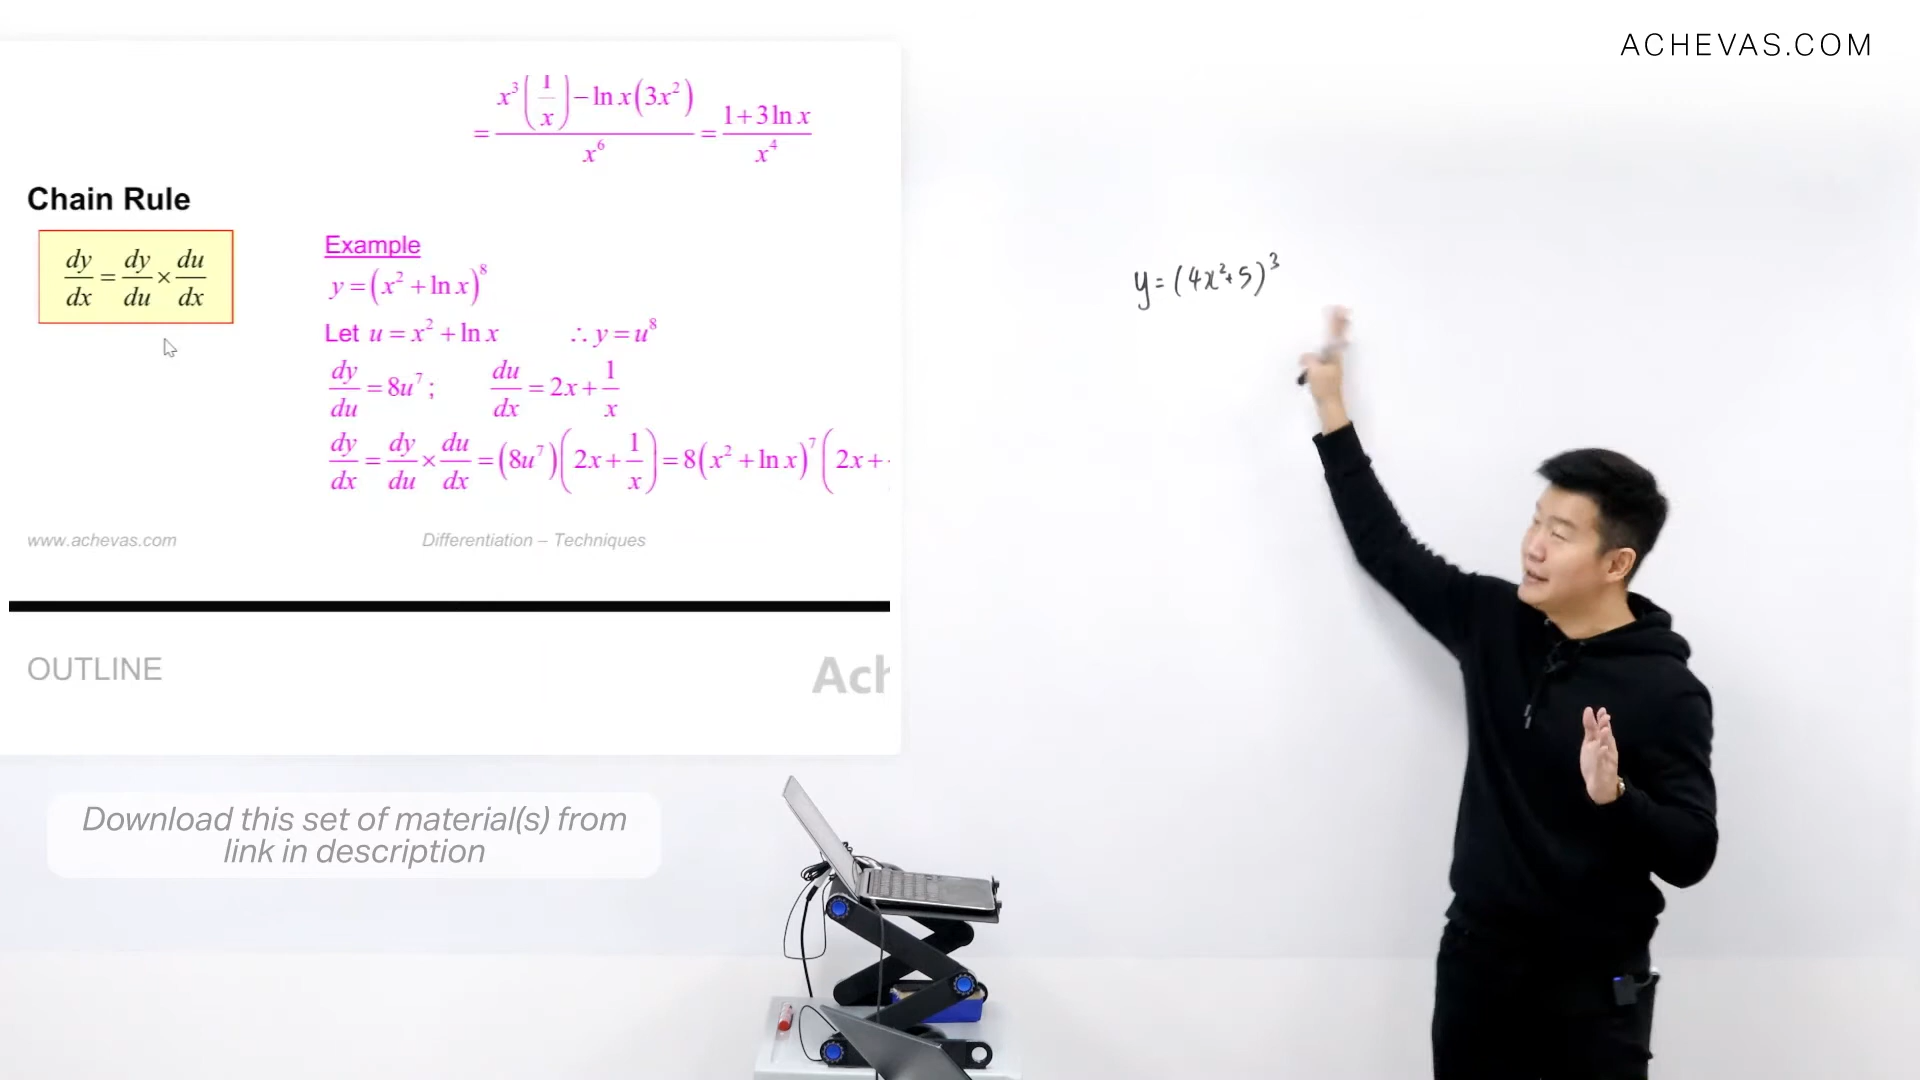 ACHEVAS.COM
= x³(1/x) − ln x(3x²) / x⁶ = 1+3ln x / x⁴
Chain Rule
dy/dx = dy/du × du/dx
Example
y = (x² + ln x)⁸
Let u = x² + ln x ∴ y = u⁸
dy/du = 8u⁷ ; du/dx = 2x + 1/x
dy/dx = dy/du × du/dx = (8u⁷)(2x + 1/x) = 8(x² + ln x)⁷(2x +
www.achevas.com Differentiation – Techniques
OUTLINE Ach
Download this set of material(s) from
link in description
y = (4x²+5)³